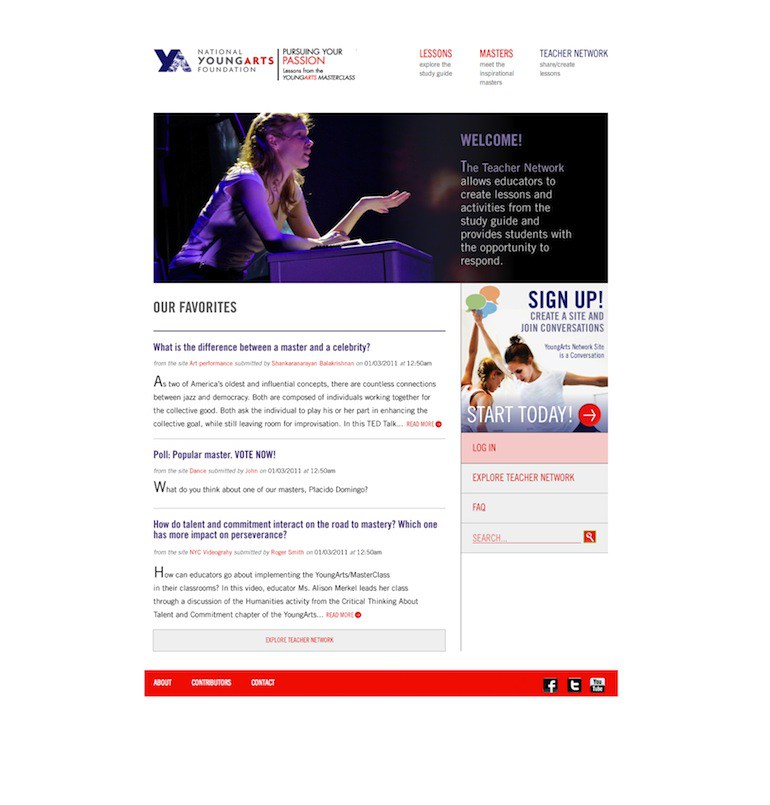 YA
NATIONAL
YOUNGARTS
FOUNDATION
PURSUING YOUR
PASSION
Lessons from the
YOUNGARTS MASTERCLASS
LESSONS
explore the
study guide
MASTERS
meet the
inspirational
masters
TEACHER NETWORK
share/create
lessons
WELCOME!
The Teacher Network
allows educators to
create lessons and
activities from the
study guide and
provides students with
the opportunity to
respond.
OUR FAVORITES
What is the difference between a master and a celebrity?
from the site Art performance submitted by Shankaranarayan Balakrishnan on 01/03/2011 at 12:50am
As two of America's oldest and influential concepts, there are countless connections
between jazz and democracy. Both are composed of individuals working together for
the collective good. Both ask the individual to play his or her part in enhancing the
collective goal, while still leaving room for improvisation. In this TED Talk... READ MORE
Poll: Popular master. VOTE NOW!
from the site Dance submitted by John on 01/03/2011 at 12:50am
What do you think about one of our masters, Placido Domingo?
How do talent and commitment interact on the road to mastery? Which one
has more impact on perseverance?
from the site NYC Videograhy submitted by Roger Smith on 01/03/2011 at 12:50am
How can educators go about implementing the YoungArts/MasterClass
in their classrooms? In this video, educator Ms. Alison Merkel leads her class
through a discussion of the Humanities activity from the Critical Thinking About
Talent and Commitment chapter of the YoungArts... READ MORE
EXPLORE TEACHER NETWORK
SIGN UP!
CREATE A SITE AND
JOIN CONVERSATIONS
YoungArts Network Site
is a Conversation
START TODAY!
LOG IN
EXPLORE TEACHER NETWORK
FAQ
SEARCH...
ABOUT
CONTRIBUTORS
CONTACT
You
Tube